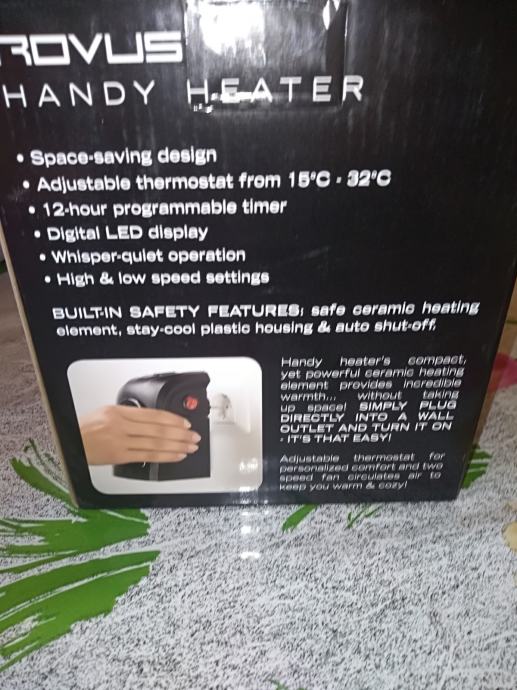 ROVUS
HANDY HEATER
• Space-saving design
• Adjustable thermostat from 15°C - 32°C
• 12-hour programmable timer
• Digital LED display
• Whisper-quiet operation
• High & low speed settings
BUILT-IN SAFETY FEATURES: safe ceramic heating
element, stay-cool plastic housing & auto shut-off.
Handy heater's compact,
yet powerful ceramic heating
element provides incredible
warmth... without taking
up space! SIMPLY PLUG
DIRECTLY INTO A WALL
OUTLET AND TURN IT ON
- IT'S THAT EASY!
Adjustable thermostat for
personalized comfort and two
speed fan circulates air to
keep you warm & cozy!